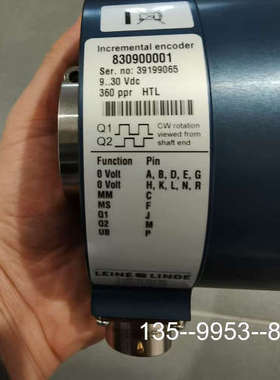 Incremental encoder
830900001
Ser. no: 39199065
9..30 Vdc
360 ppr HTL
Q1
Q2
CW rotation
viewed from
shaft end
Function Pin
0 Volt A, B, D, E, G
0 Volt H, K, L, N, R
MM C
MS F
Q1 J
Q2 M
UB P
LEINE LINDE
135--9953--8